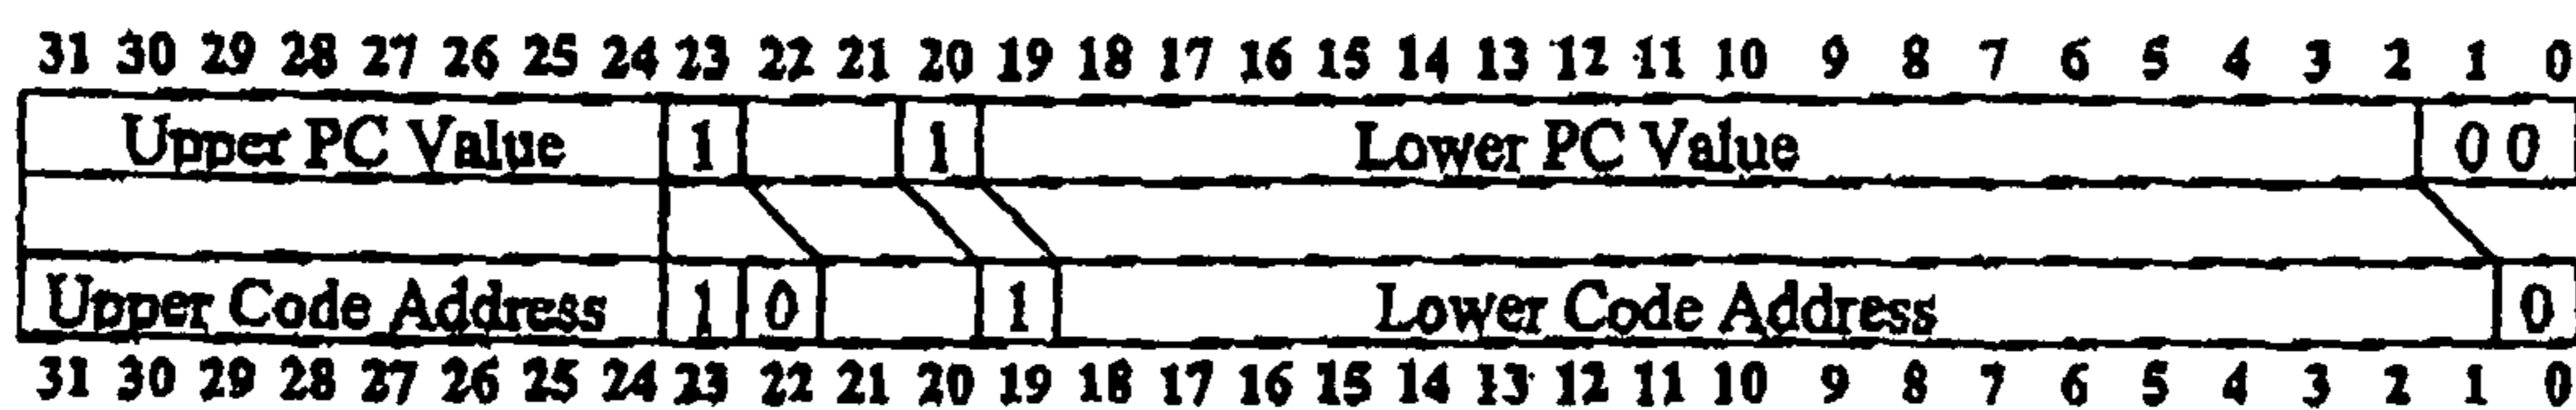 31 30 29 28 27 26 25 24 23 22 21 20 19 18 17 16 15 14 13 12 11 10 9 8 7 6 5 4 3 2 1 0
Upper PC Value 1 1 Lower PC Value 0 0
Upper Code Address 1 0 1 Lower Code Address 0
31 30 29 28 27 26 25 24 23 22 21 20 19 18 17 16 15 14 13 12 11 10 9 8 7 6 5 4 3 2 1 0